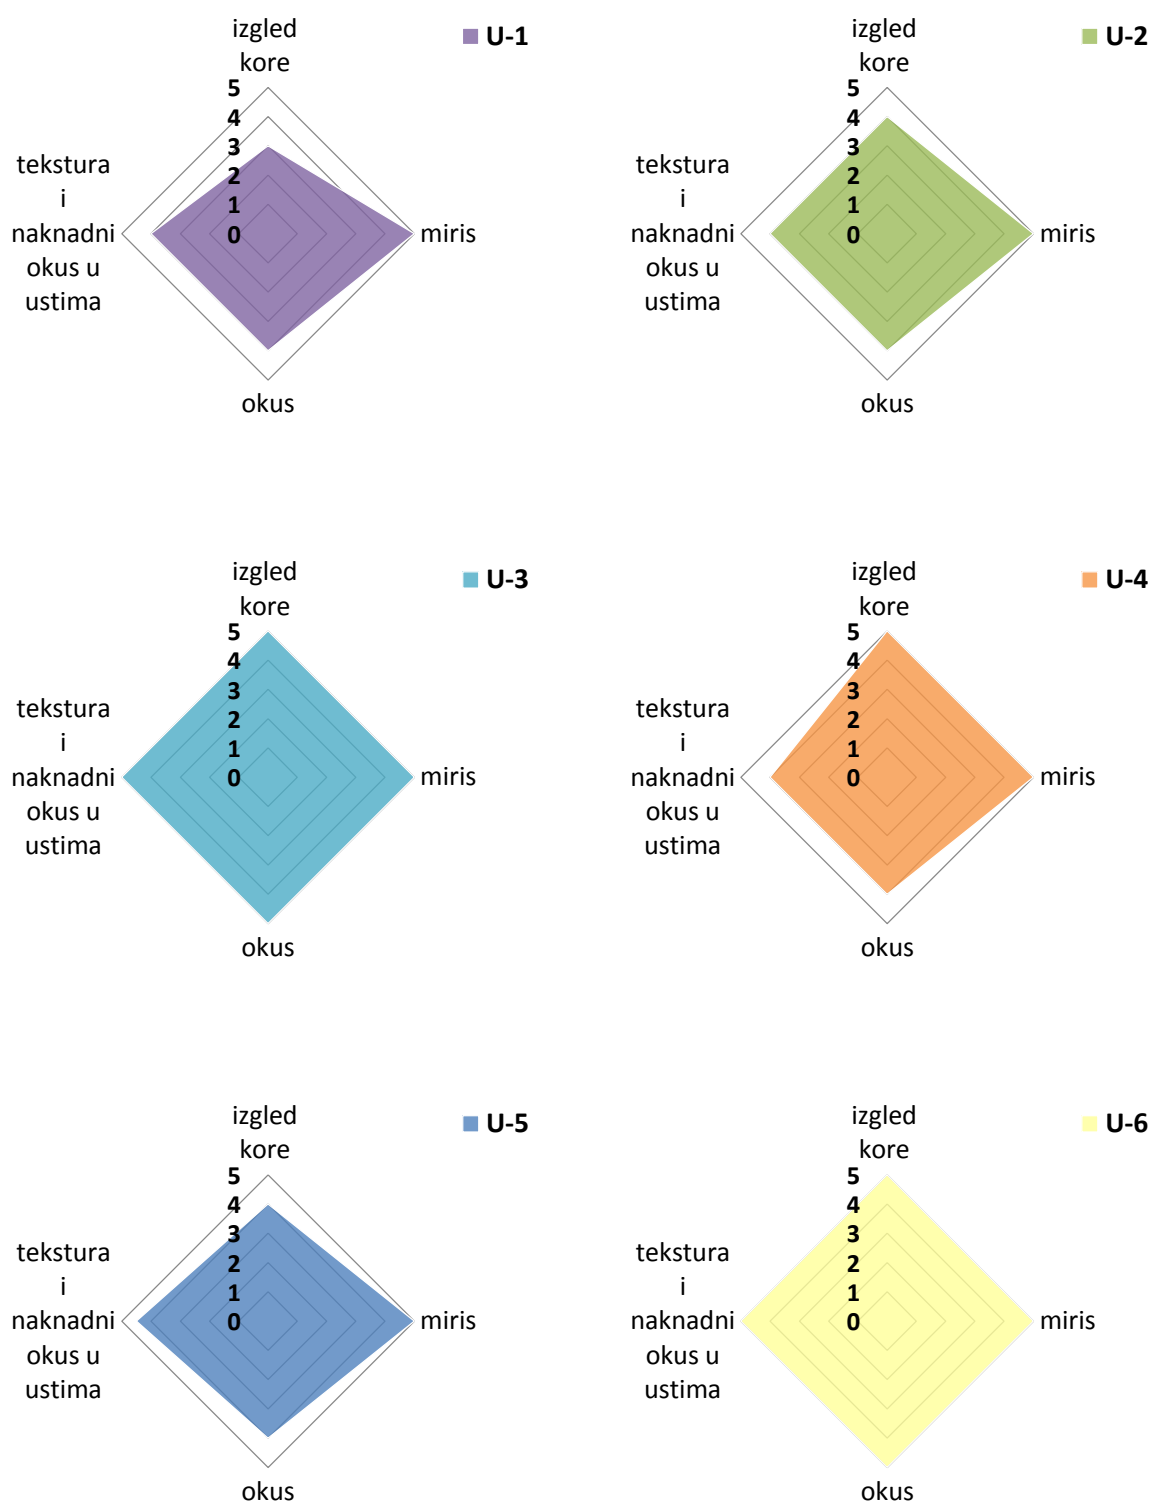 izgled
kore
U-1
5
4
3
2
1
0
tekstura
i
naknadni
okus u
ustima
miris
okus
izgled
kore
U-2
5
4
3
2
1
0
tekstura
i
naknadni
okus u
ustima
miris
okus
izgled
kore
U-3
5
4
3
2
1
0
tekstura
i
naknadni
okus u
ustima
miris
okus
izgled
kore
U-4
5
4
3
2
1
0
tekstura
i
naknadni
okus u
ustima
miris
okus
izgled
kore
U-5
5
4
3
2
1
0
tekstura
i
naknadni
okus u
ustima
miris
okus
izgled
kore
U-6
5
4
3
2
1
0
tekstura
i
naknadni
okus u
ustima
miris
okus